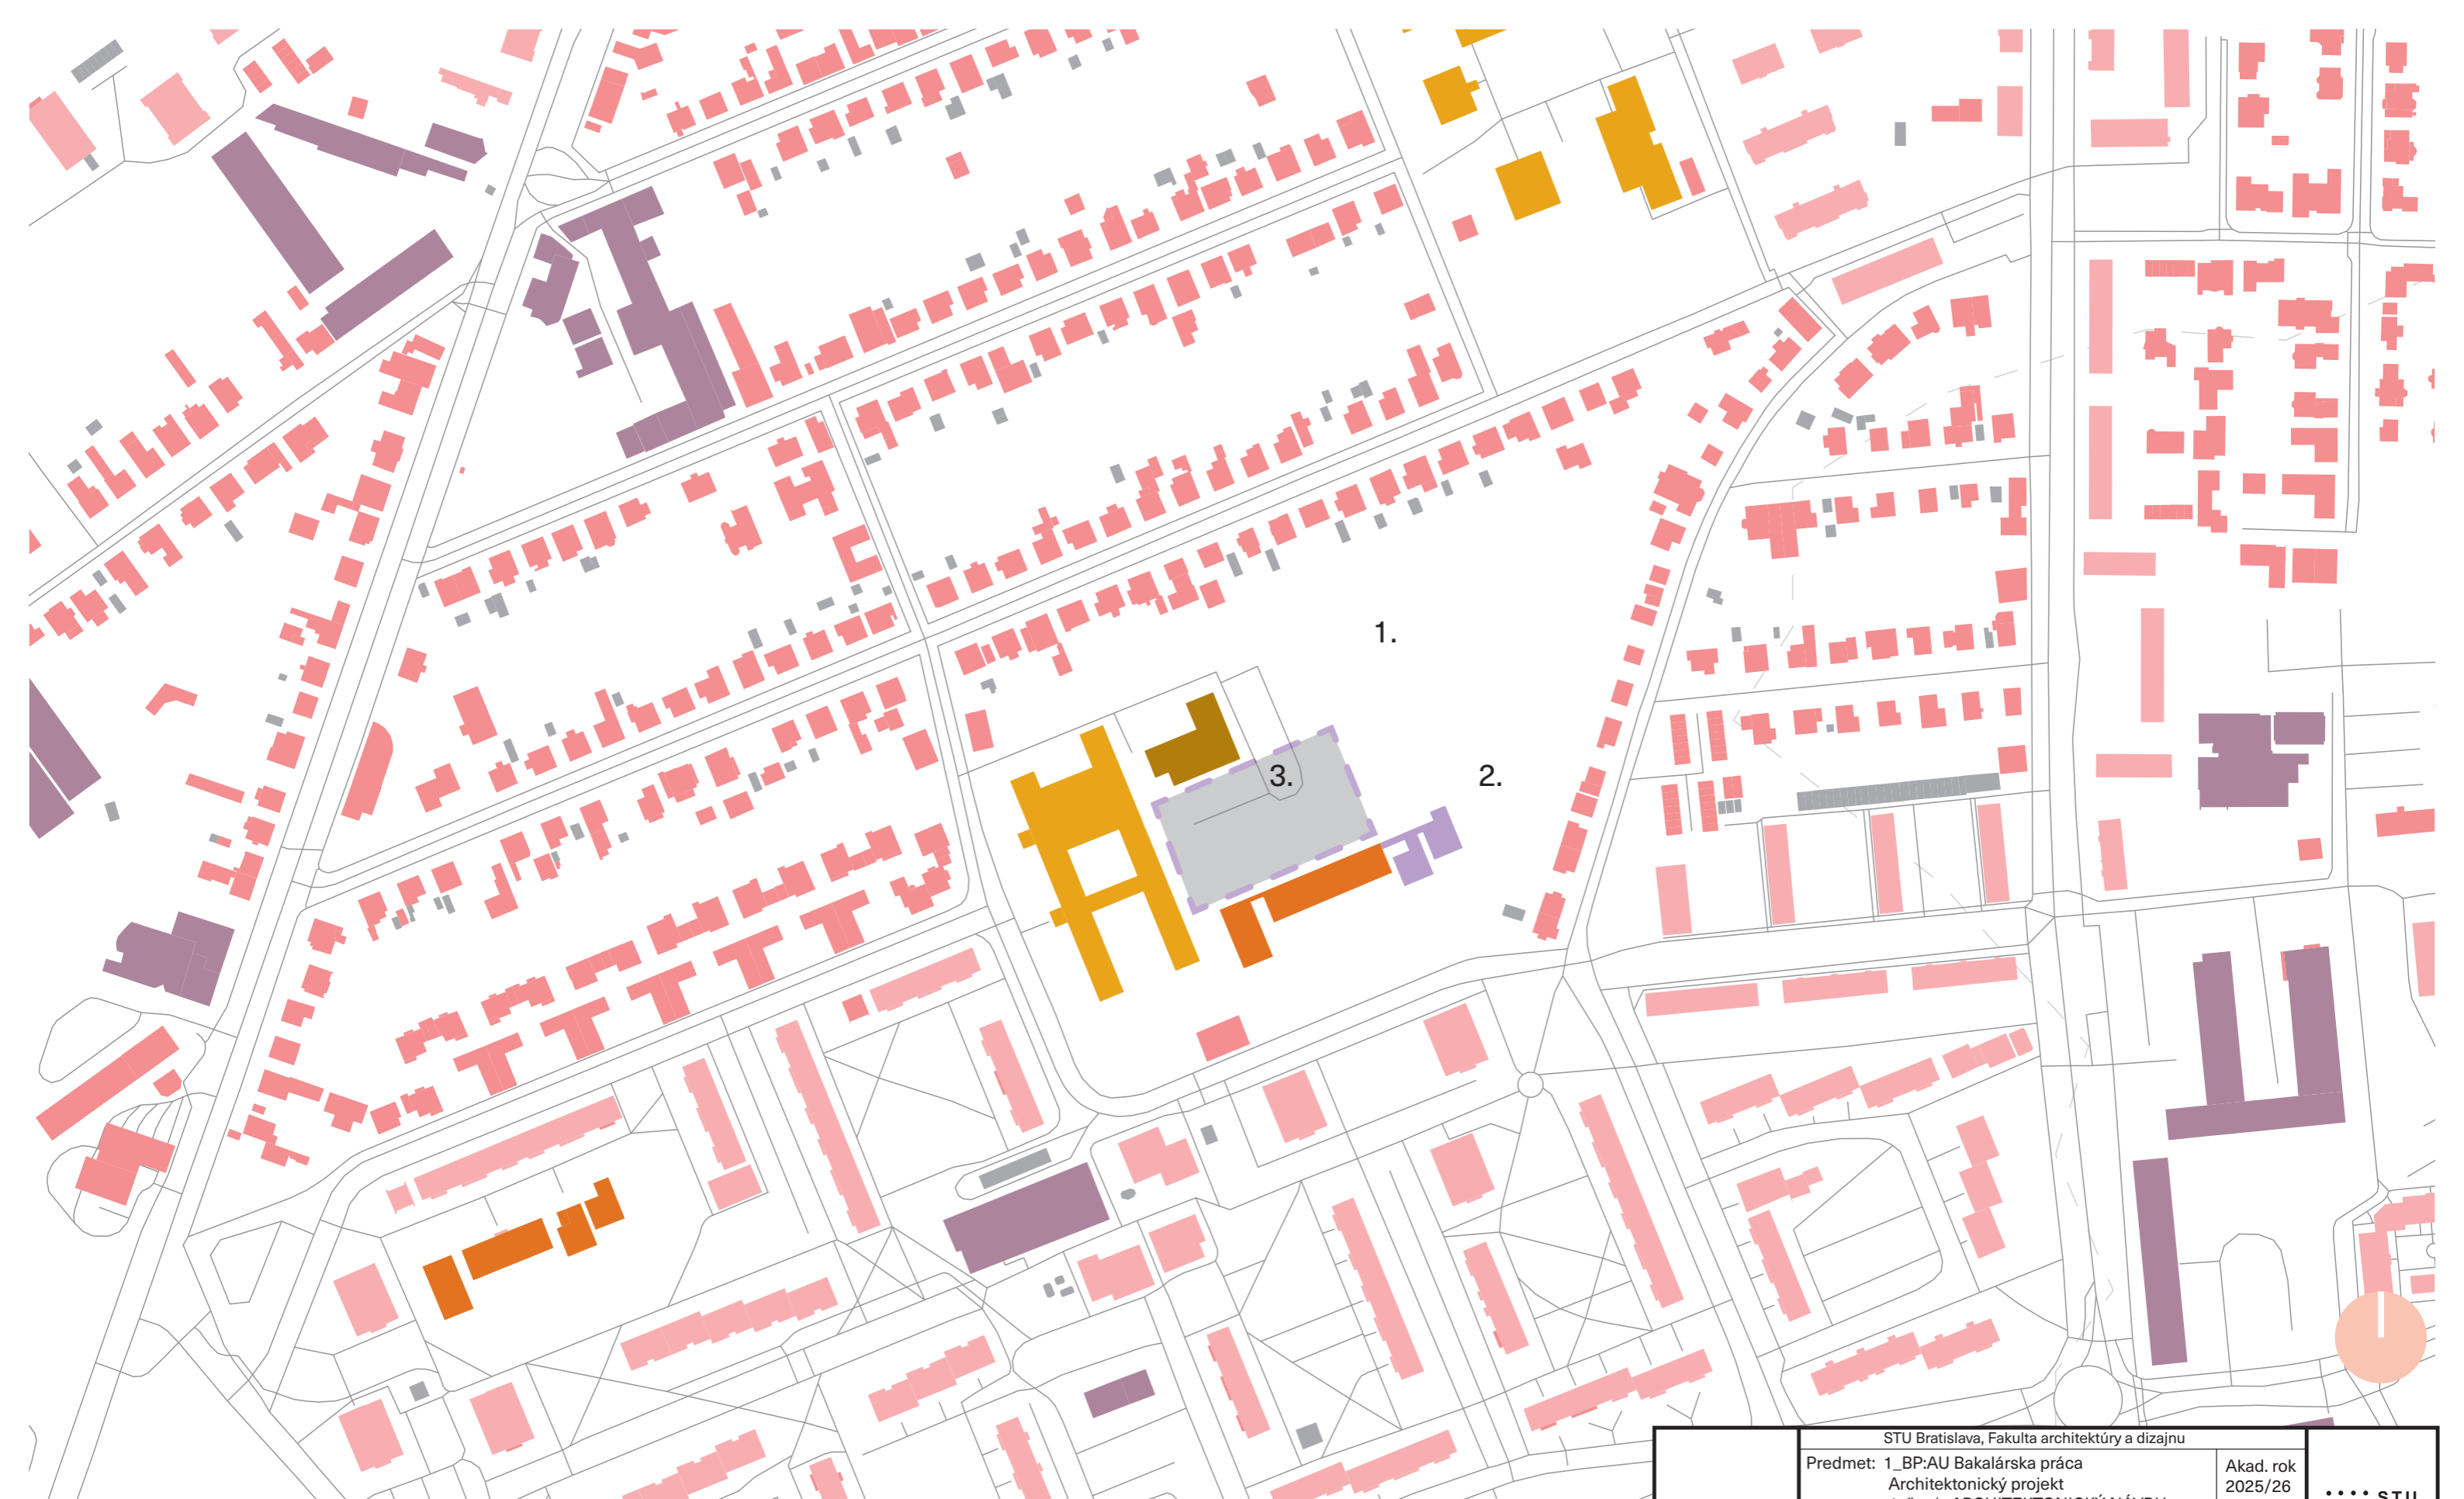 1.
2.
3.
STU Bratislava, Fakulta architektúry a dizajnu
Predmet: 1_BP:AU Bakalárska práca
Architektonický projekt
Akad. rok
2025/26
STU